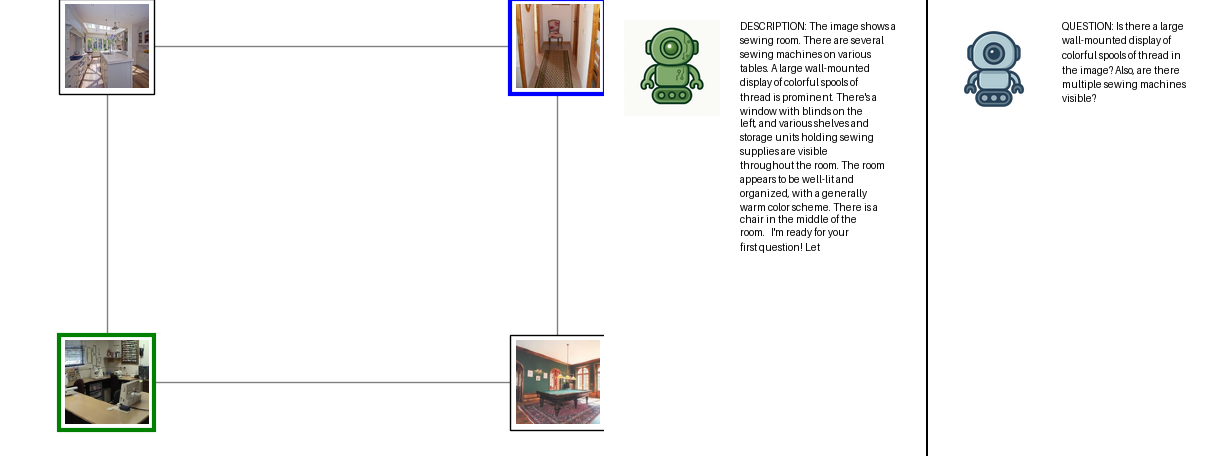 DESCRIPTION: The image shows a
sewing room. There are several
sewing machines on various
tables. A large wall-mounted
display of colorful spools of
thread is prominent. There's a
window with blinds on the
left, and various shelves and
storage units holding sewing
supplies are visible
throughout the room. The room
appears to be well-lit and
organized, with a generally
warm color scheme. There is a
chair in the middle of the
room. I'm ready for your
first question! Let
QUESTION: Is there a large
wall-mounted display of
colorful spools of thread in
the image? Also, are there
multiple sewing machines
visible?